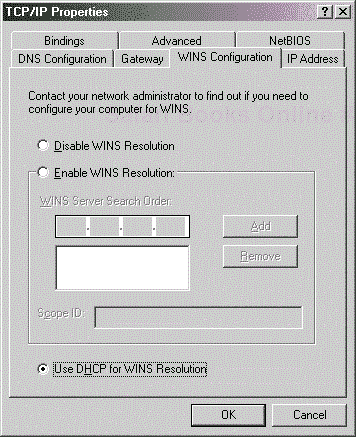 TCP/IP Properties
Bindings Advanced NetBIOS
DNS Configuration Gateway WINS Configuration IP Address
Contact your network administrator to find out if you need to
configure your computer for WINS.
Disable WINS Resolution
Enable WINS Resolution:
WINS Server Search Order:
Add
Remove
Scope ID:
Use DHCP for WINS Resolution
OK Cancel